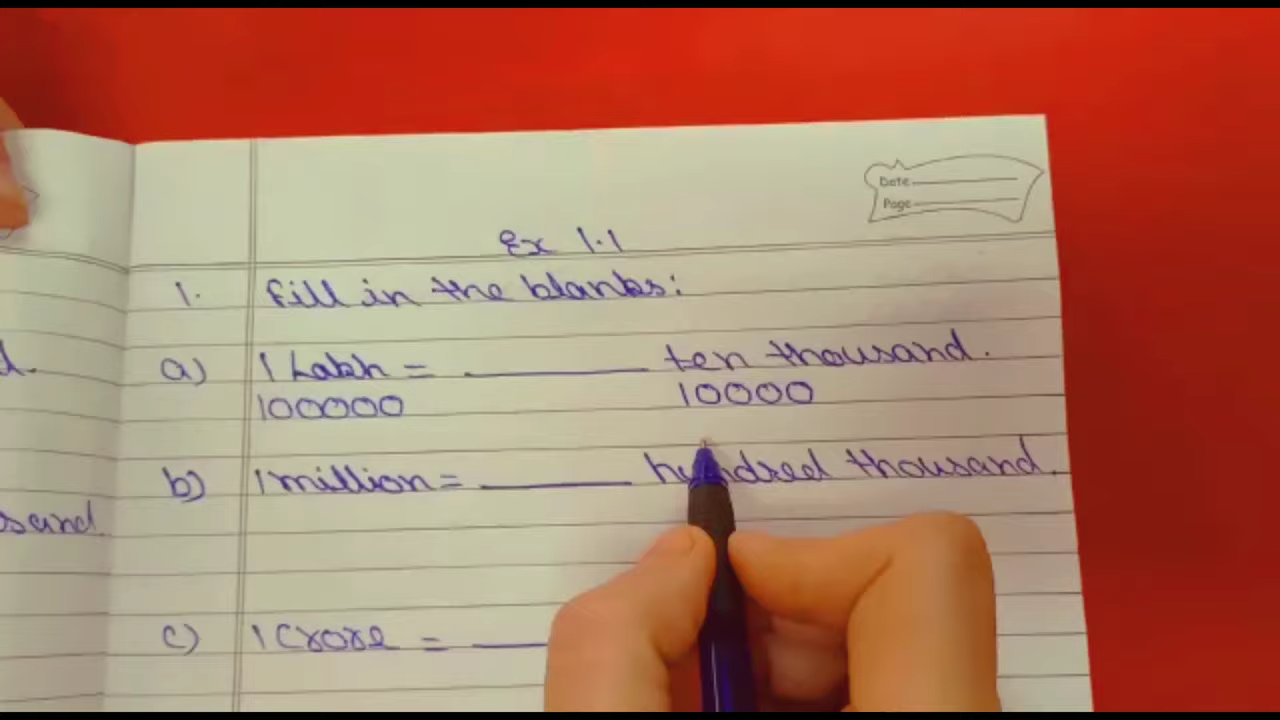 Date
Page
Ex 1.1
1. Fill in the blanks:
d.
a) 1 Lakh = ________ ten thousand.
100000 10000
b) 1 million = ________ hundred thousand.
sand.
c) 1 Crore = ____